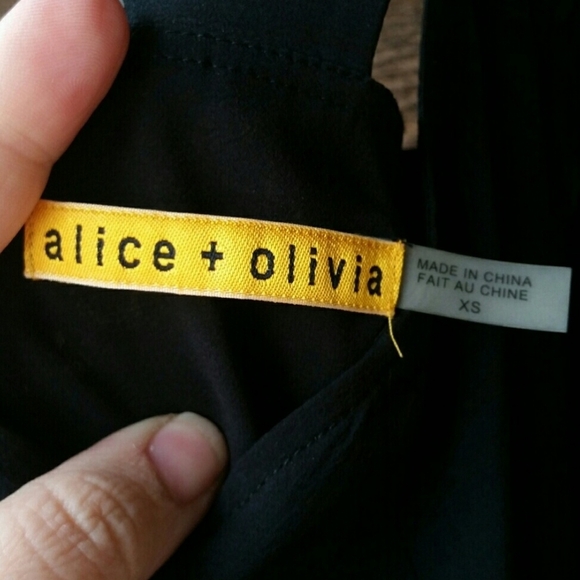 alice + olivia
MADE IN CHINA
FAIT AU CHINE
XS